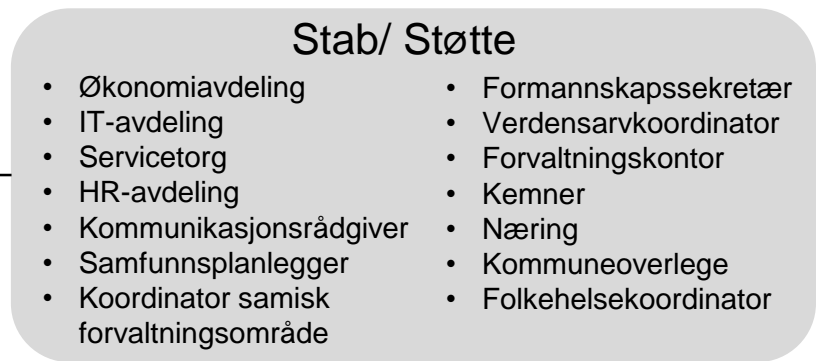 Stab/ Støtte
• Økonomiavdeling
• IT-avdeling
• Servicetorg
• HR-avdeling
• Kommunikasjonsrådgiver
• Samfunnsplanlegger
• Koordinator samisk
forvaltningsområde
• Formannskapssekretær
• Verdensarvkoordinator
• Forvaltningskontor
• Kemner
• Næring
• Kommuneoverlege
• Folkehelsekoordinator